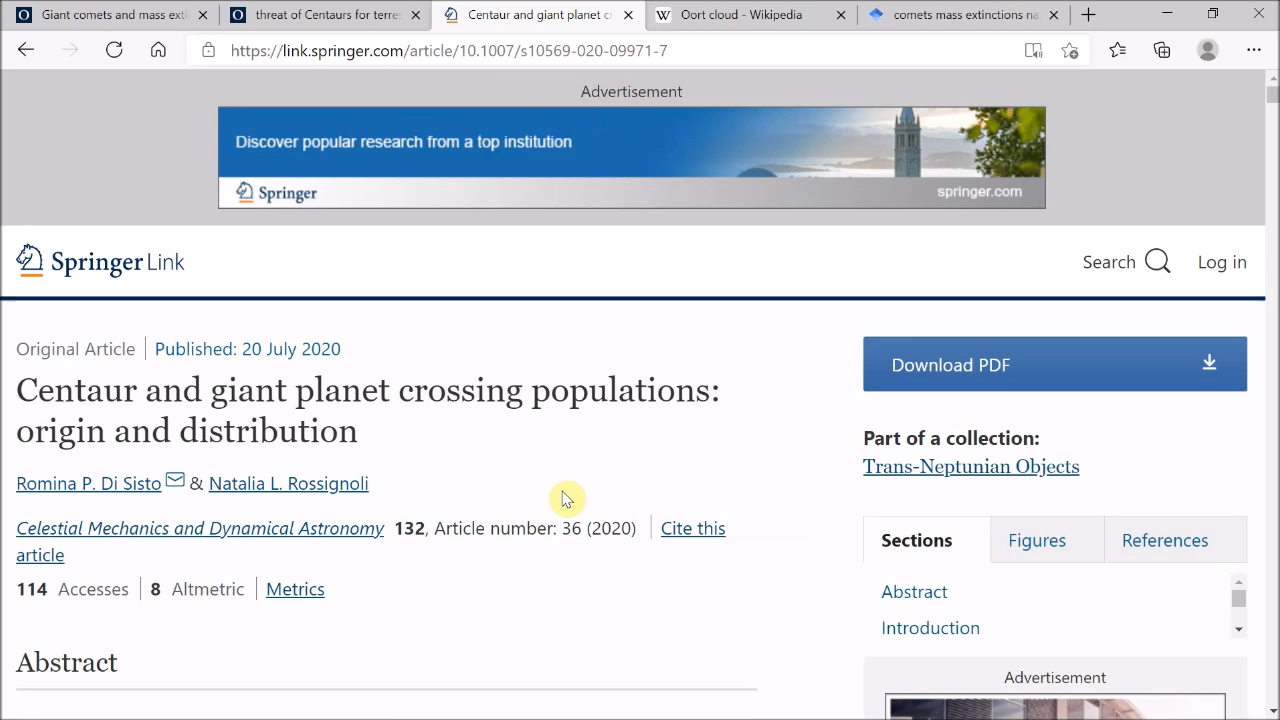 Giant comets and mass exti
threat of Centaurs for terres
Centaur and giant planet cr
Oort cloud - Wikipedia
comets mass extinctions na
https://link.springer.com/article/10.1007/s10569-020-09971-7
Advertisement
Discover popular research from a top institution
Springer
springer.com
Springer Link
Search
Log in
Original Article
Published: 20 July 2020
Centaur and giant planet crossing populations:
origin and distribution
Romina P. Di Sisto & Natalia L. Rossignoli
Celestial Mechanics and Dynamical Astronomy 132, Article number: 36 (2020)
Cite this
article
114 Accesses
8 Altmetric
Metrics
Abstract
Download PDF
Part of a collection:
Trans-Neptunian Objects
Sections
Figures
References
Abstract
Introduction
Advertisement